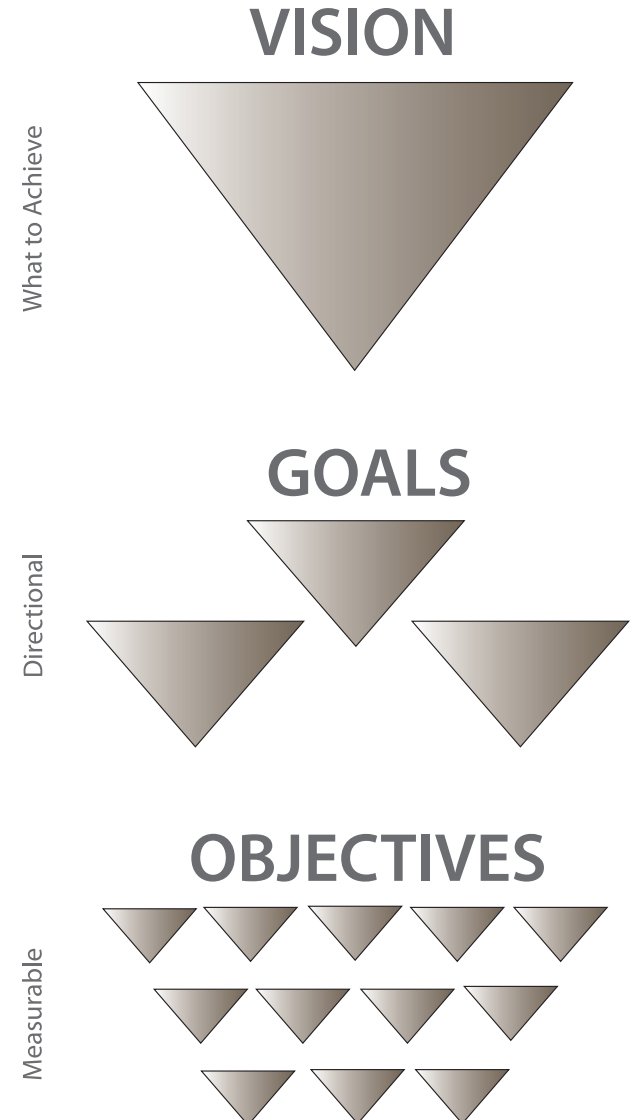 VISION
What to Achieve
GOALS
Directional
OBJECTIVES
Measurable